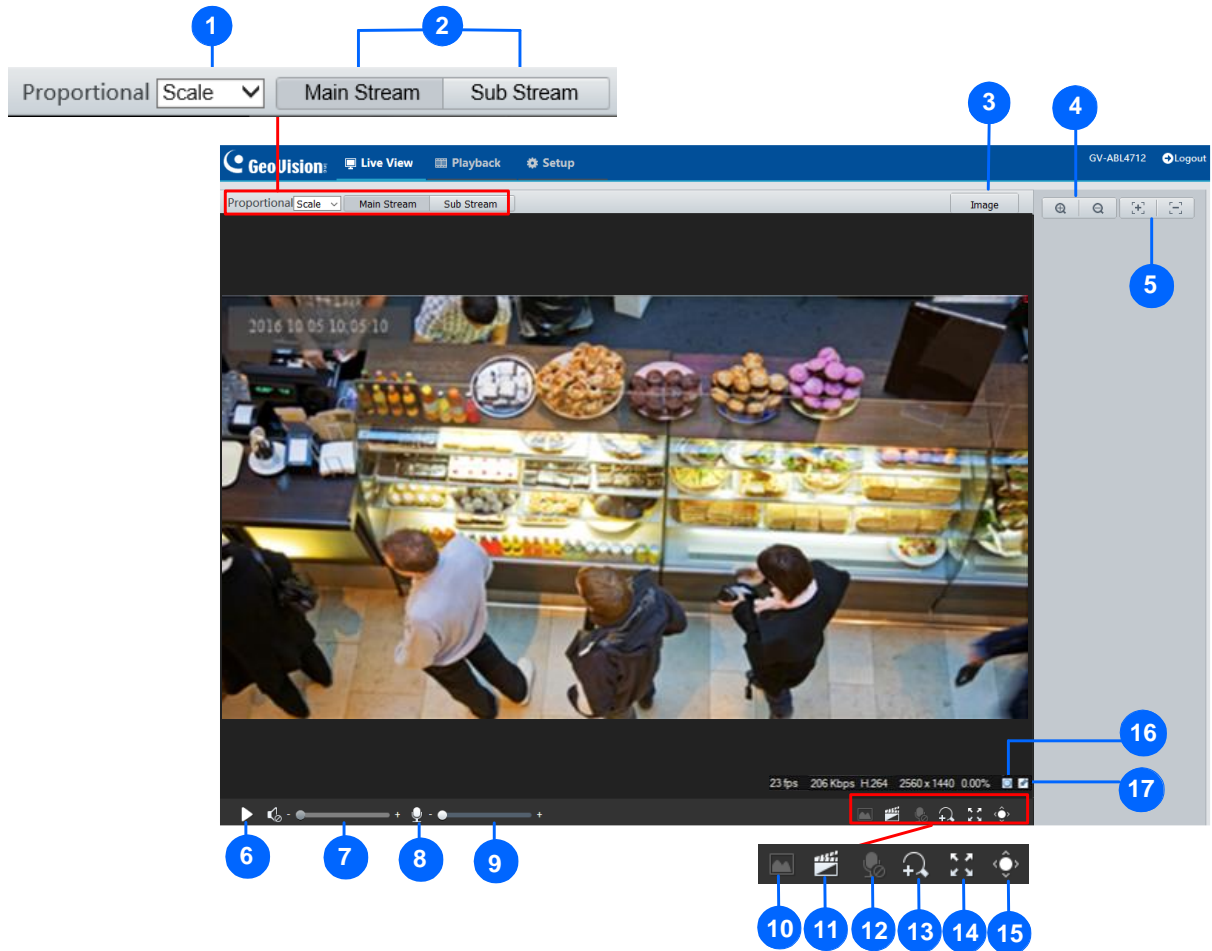 1
2
Proportional Scale Main Stream Sub Stream
3
4
GeoVision Live View Playback Setup GV-ABL4712 Logout
Proportional Scale Main Stream Sub Stream Image
5
2016 10 05 10:05:10
16
23 fps 206 Kbps H.264 2560 x 1440 0.00%
17
- + - +
6
7
8
9
10
11
12
13
14
15